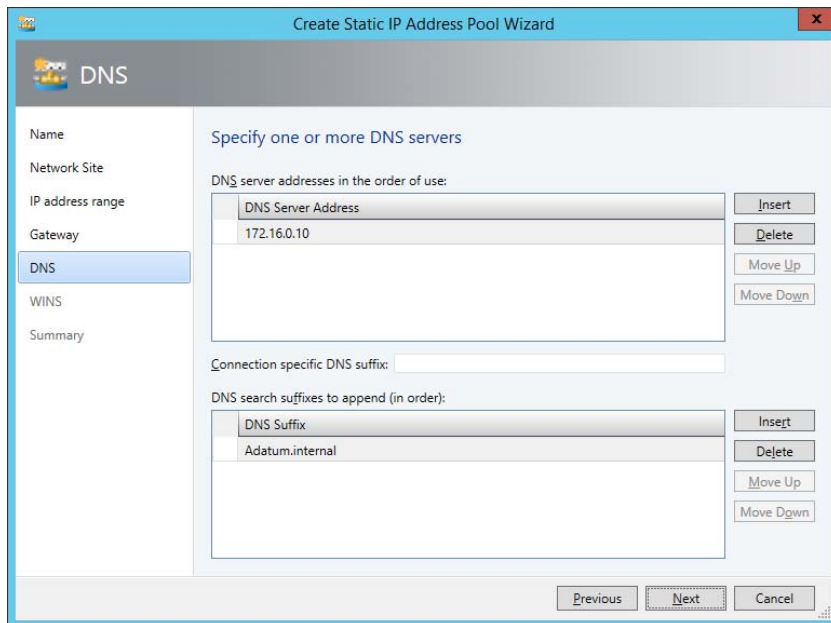 Create Static IP Address Pool Wizard
x
DNS
Name
Network Site
IP address range
Gateway
DNS
WINS
Summary
Specify one or more DNS servers
DNS server addresses in the order of use:
DNS Server Address
172.16.0.10
Insert
Delete
Move Up
Move Down
Connection specific DNS suffix:
DNS search suffixes to append (in order):
DNS Suffix
Adatum.internal
Insert
Delete
Move Up
Move Down
Previous
Next
Cancel